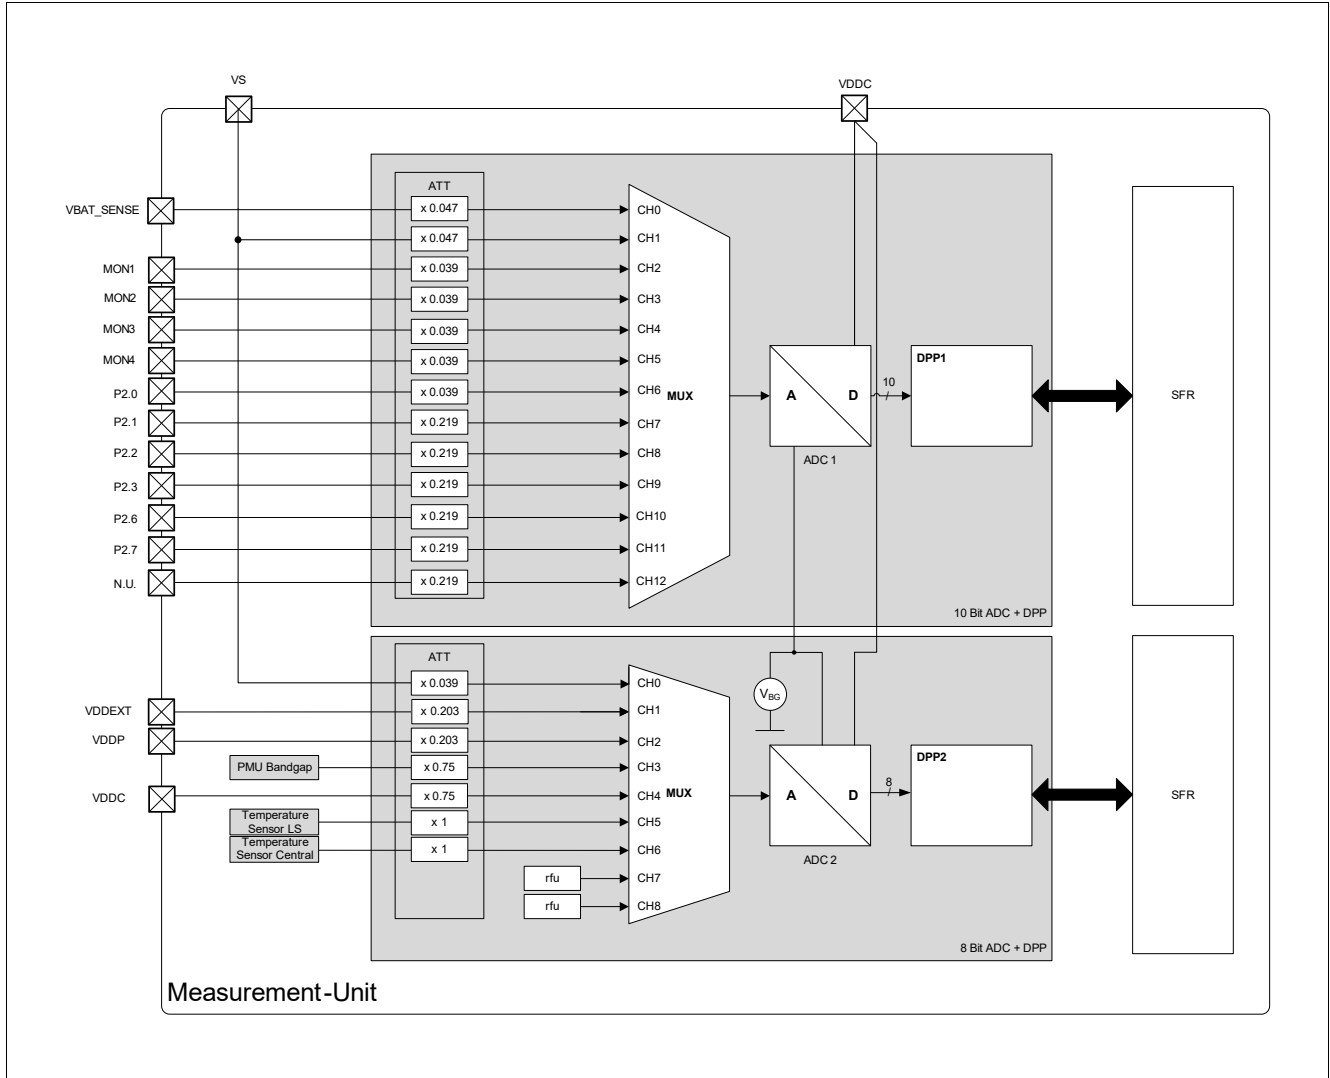 VS
VDDC
ATT
VBAT_SENSE
x 0.047
CH0
x 0.047
CH1
MON1
x 0.039
CH2
MON2
x 0.039
CH3
MON3
x 0.039
CH4
MON4
x 0.039
CH5
P2.0
x 0.039
CH6
MUX
P2.1
x 0.219
CH7
P2.2
x 0.219
CH8
P2.3
x 0.219
CH9
P2.6
x 0.219
CH10
P2.7
x 0.219
CH11
N.U.
x 0.219
CH12
A
D
ADC 1
10
DPP1
SFR
10 Bit ADC + DPP
ATT
x 0.039
CH0
VDDEXT
x 0.203
CH1
VDDP
x 0.203
CH2
PMU Bandgap
x 0.75
CH3
VDDC
x 0.75
CH4
MUX
Temperature
Sensor LS
x 1
CH5
Temperature
Sensor Central
x 1
CH6
rfu
CH7
rfu
CH8
VBG
A
D
ADC 2
8
DPP2
SFR
8 Bit ADC + DPP
Measurement-Unit